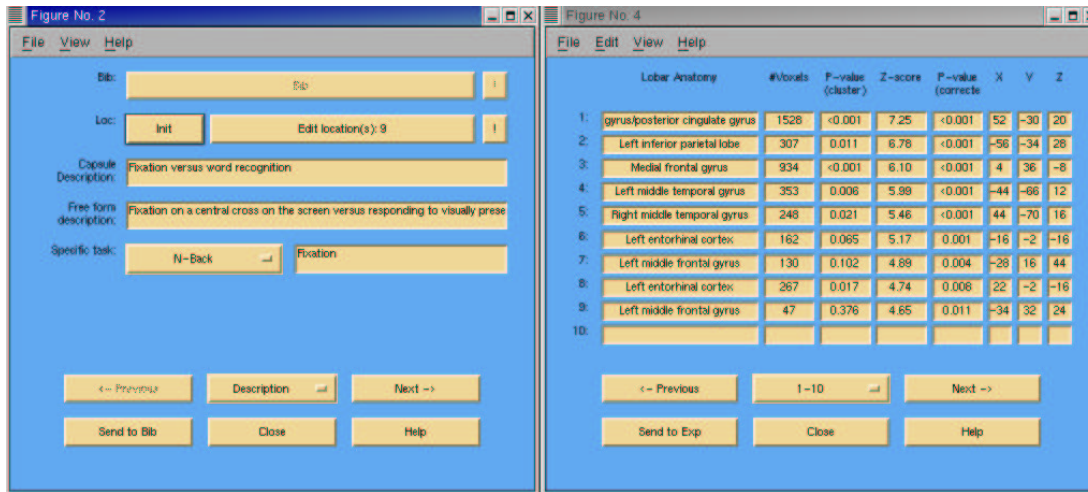 Figure No. 2
File View Help
Bib: Bib !
Loc: Init Edit location(s): 9 !
Capsule Description: Fixation versus word recognition
Free form description: Fixation on a central cross on the screen versus responding to visually prese
Specific task: N-Back Fixation
<- Previous Description Next ->
Send to Bib Close Help
Figure No. 4
File Edit View Help
Lobar Anatomy #Voxels P-value (cluster) Z-score P-value (correcte X Y Z
1: gyrus/posterior cingulate gyrus 1528 <0.001 7.25 <0.001 52 -30 20
2: Left inferior parietal lobe 307 0.011 6.78 <0.001 -56 -34 28
3: Medial frontal gyrus 934 <0.001 6.10 <0.001 4 36 -8
4: Left middle temporal gyrus 353 0.006 5.99 <0.001 -44 -66 12
5: Right middle temporal gyrus 248 0.021 5.46 <0.001 44 -70 16
6: Left entorhinal cortex 162 0.065 5.17 0.001 -16 -2 -16
7: Left middle frontal gyrus 130 0.102 4.89 0.004 -28 16 44
8: Left entorhinal cortex 267 0.017 4.74 0.008 22 -2 -16
9: Left middle frontal gyrus 47 0.376 4.65 0.011 -34 32 24
10:
<- Previous 1-10 Next ->
Send to Exp Close Help